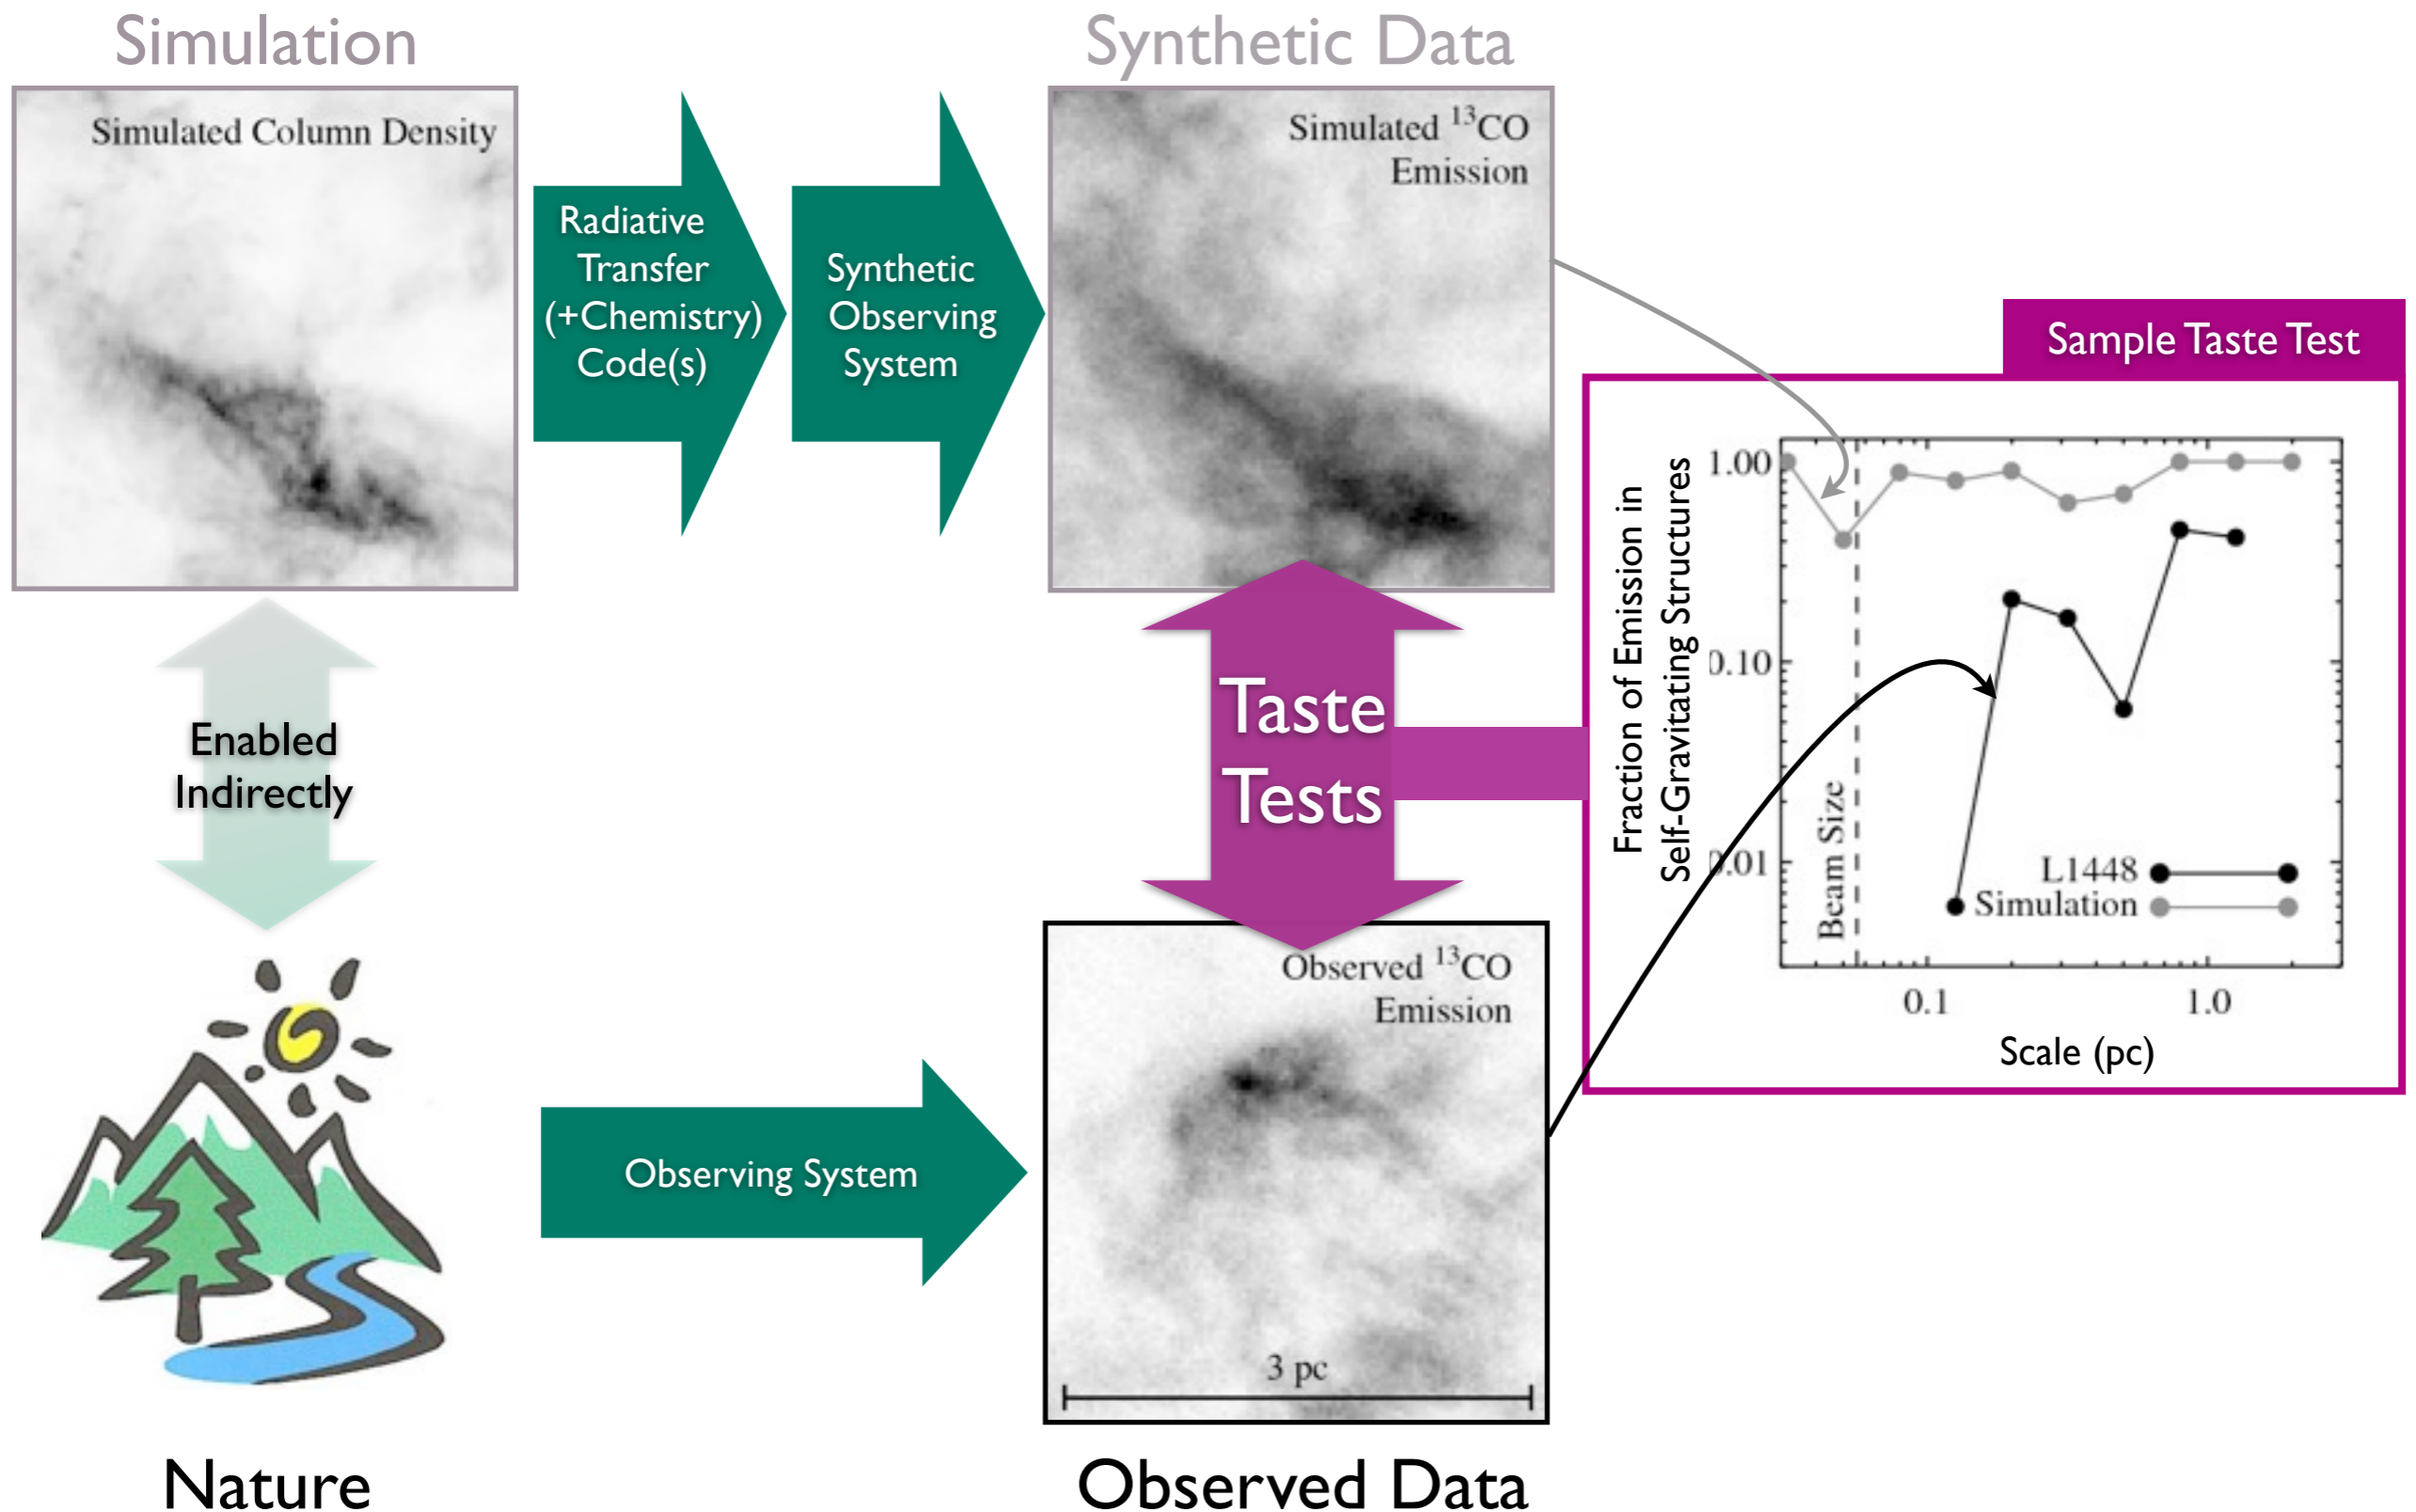 Simulation
Synthetic Data
Simulated Column Density
Radiative
Transfer
(+Chemistry)
Code(s)
Synthetic
Observing
System
Simulated ¹³CO
Emission
Sample Taste Test
Fraction of Emission in
Self-Gravitating Structures
1.00
0.10
0.01
Beam Size
L1448
Simulation
0.1
1.0
Scale (pc)
Enabled
Indirectly
Taste
Tests
Observing System
Observed ¹³CO
Emission
3 pc
Nature
Observed Data